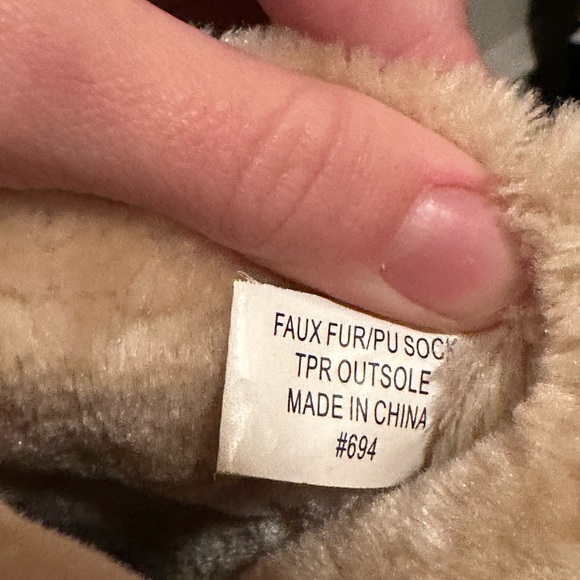 FAUX FUR/PU SOCK
TPR OUTSOLE
MADE IN CHINA
#694